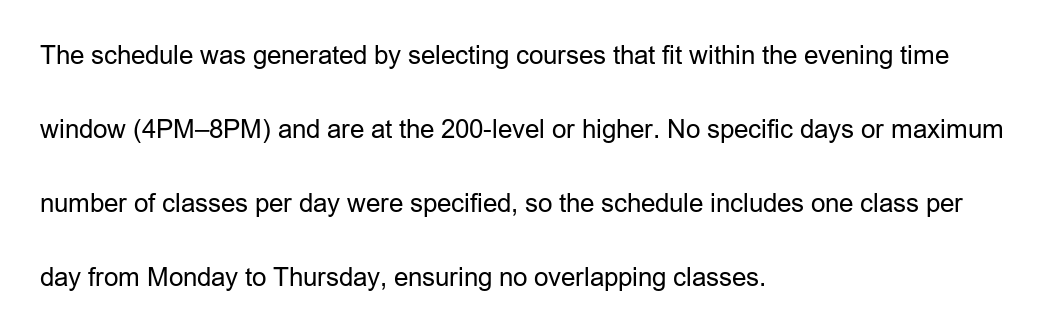 The schedule was generated by selecting courses that fit within the evening time
window (4PM–8PM) and are at the 200-level or higher. No specific days or maximum
number of classes per day were specified, so the schedule includes one class per
day from Monday to Thursday, ensuring no overlapping classes.